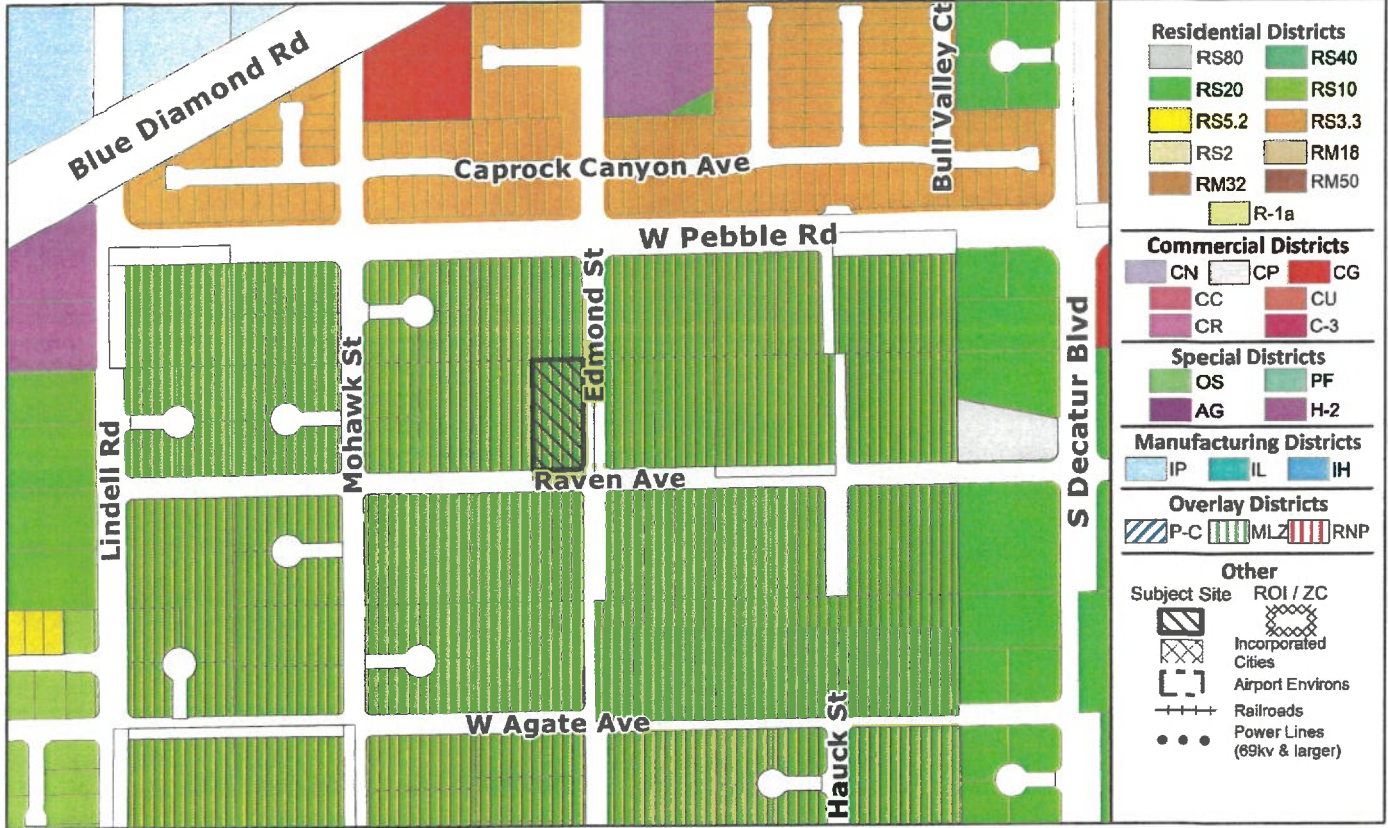 Blue Diamond Rd
Bull Valley Ct
Caprock Canyon Ave
W Pebble Rd
Edmond St
Mohawk St
Lindell Rd
Raven Ave
S Decatur Blvd
W Agate Ave
Hauck St
Residential Districts
RS80 RS40
RS20 RS10
RS5.2 RS3.3
RS2 RM18
RM32 RM50
R-1a
Commercial Districts
CN CP CG
CC CU
CR C-3
Special Districts
OS PF
AG H-2
Manufacturing Districts
IP IL IH
Overlay Districts
P-C MLZ RNP
Other
Subject Site ROI / ZC
Incorporated
Cities
Airport Environs
Railroads
Power Lines
(69kv & larger)